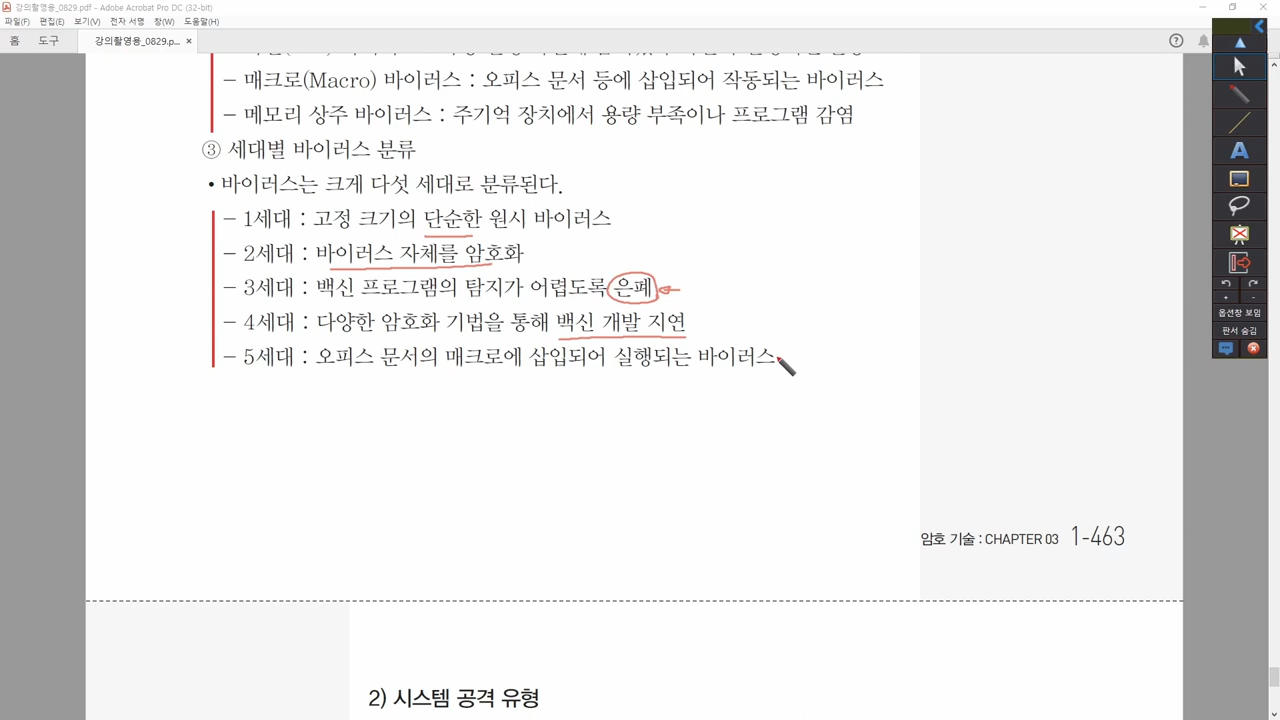 강의촬영용_0829.pdf - Adobe Acrobat Pro DC (32-bit)
파일(F) 편집(E) 보기(V) 전자 서명 창(W) 도움말(H)
홈 도구 강의촬영용_0829.p... ×
- 매크로(Macro) 바이러스 : 오피스 문서 등에 삽입되어 작동되는 바이러스
- 메모리 상주 바이러스 : 주기억 장치에서 용량 부족이나 프로그램 감염
③ 세대별 바이러스 분류
• 바이러스는 크게 다섯 세대로 분류된다.
- 1세대 : 고정 크기의 단순한 원시 바이러스
- 2세대 : 바이러스 자체를 암호화
- 3세대 : 백신 프로그램의 탐지가 어렵도록 은폐
- 4세대 : 다양한 암호화 기법을 통해 백신 개발 지연
- 5세대 : 오피스 문서의 매크로에 삽입되어 실행되는 바이러스
암호 기술 : CHAPTER 03 1-463
2) 시스템 공격 유형
A
+ -
옵션창 보임
판서 숨김